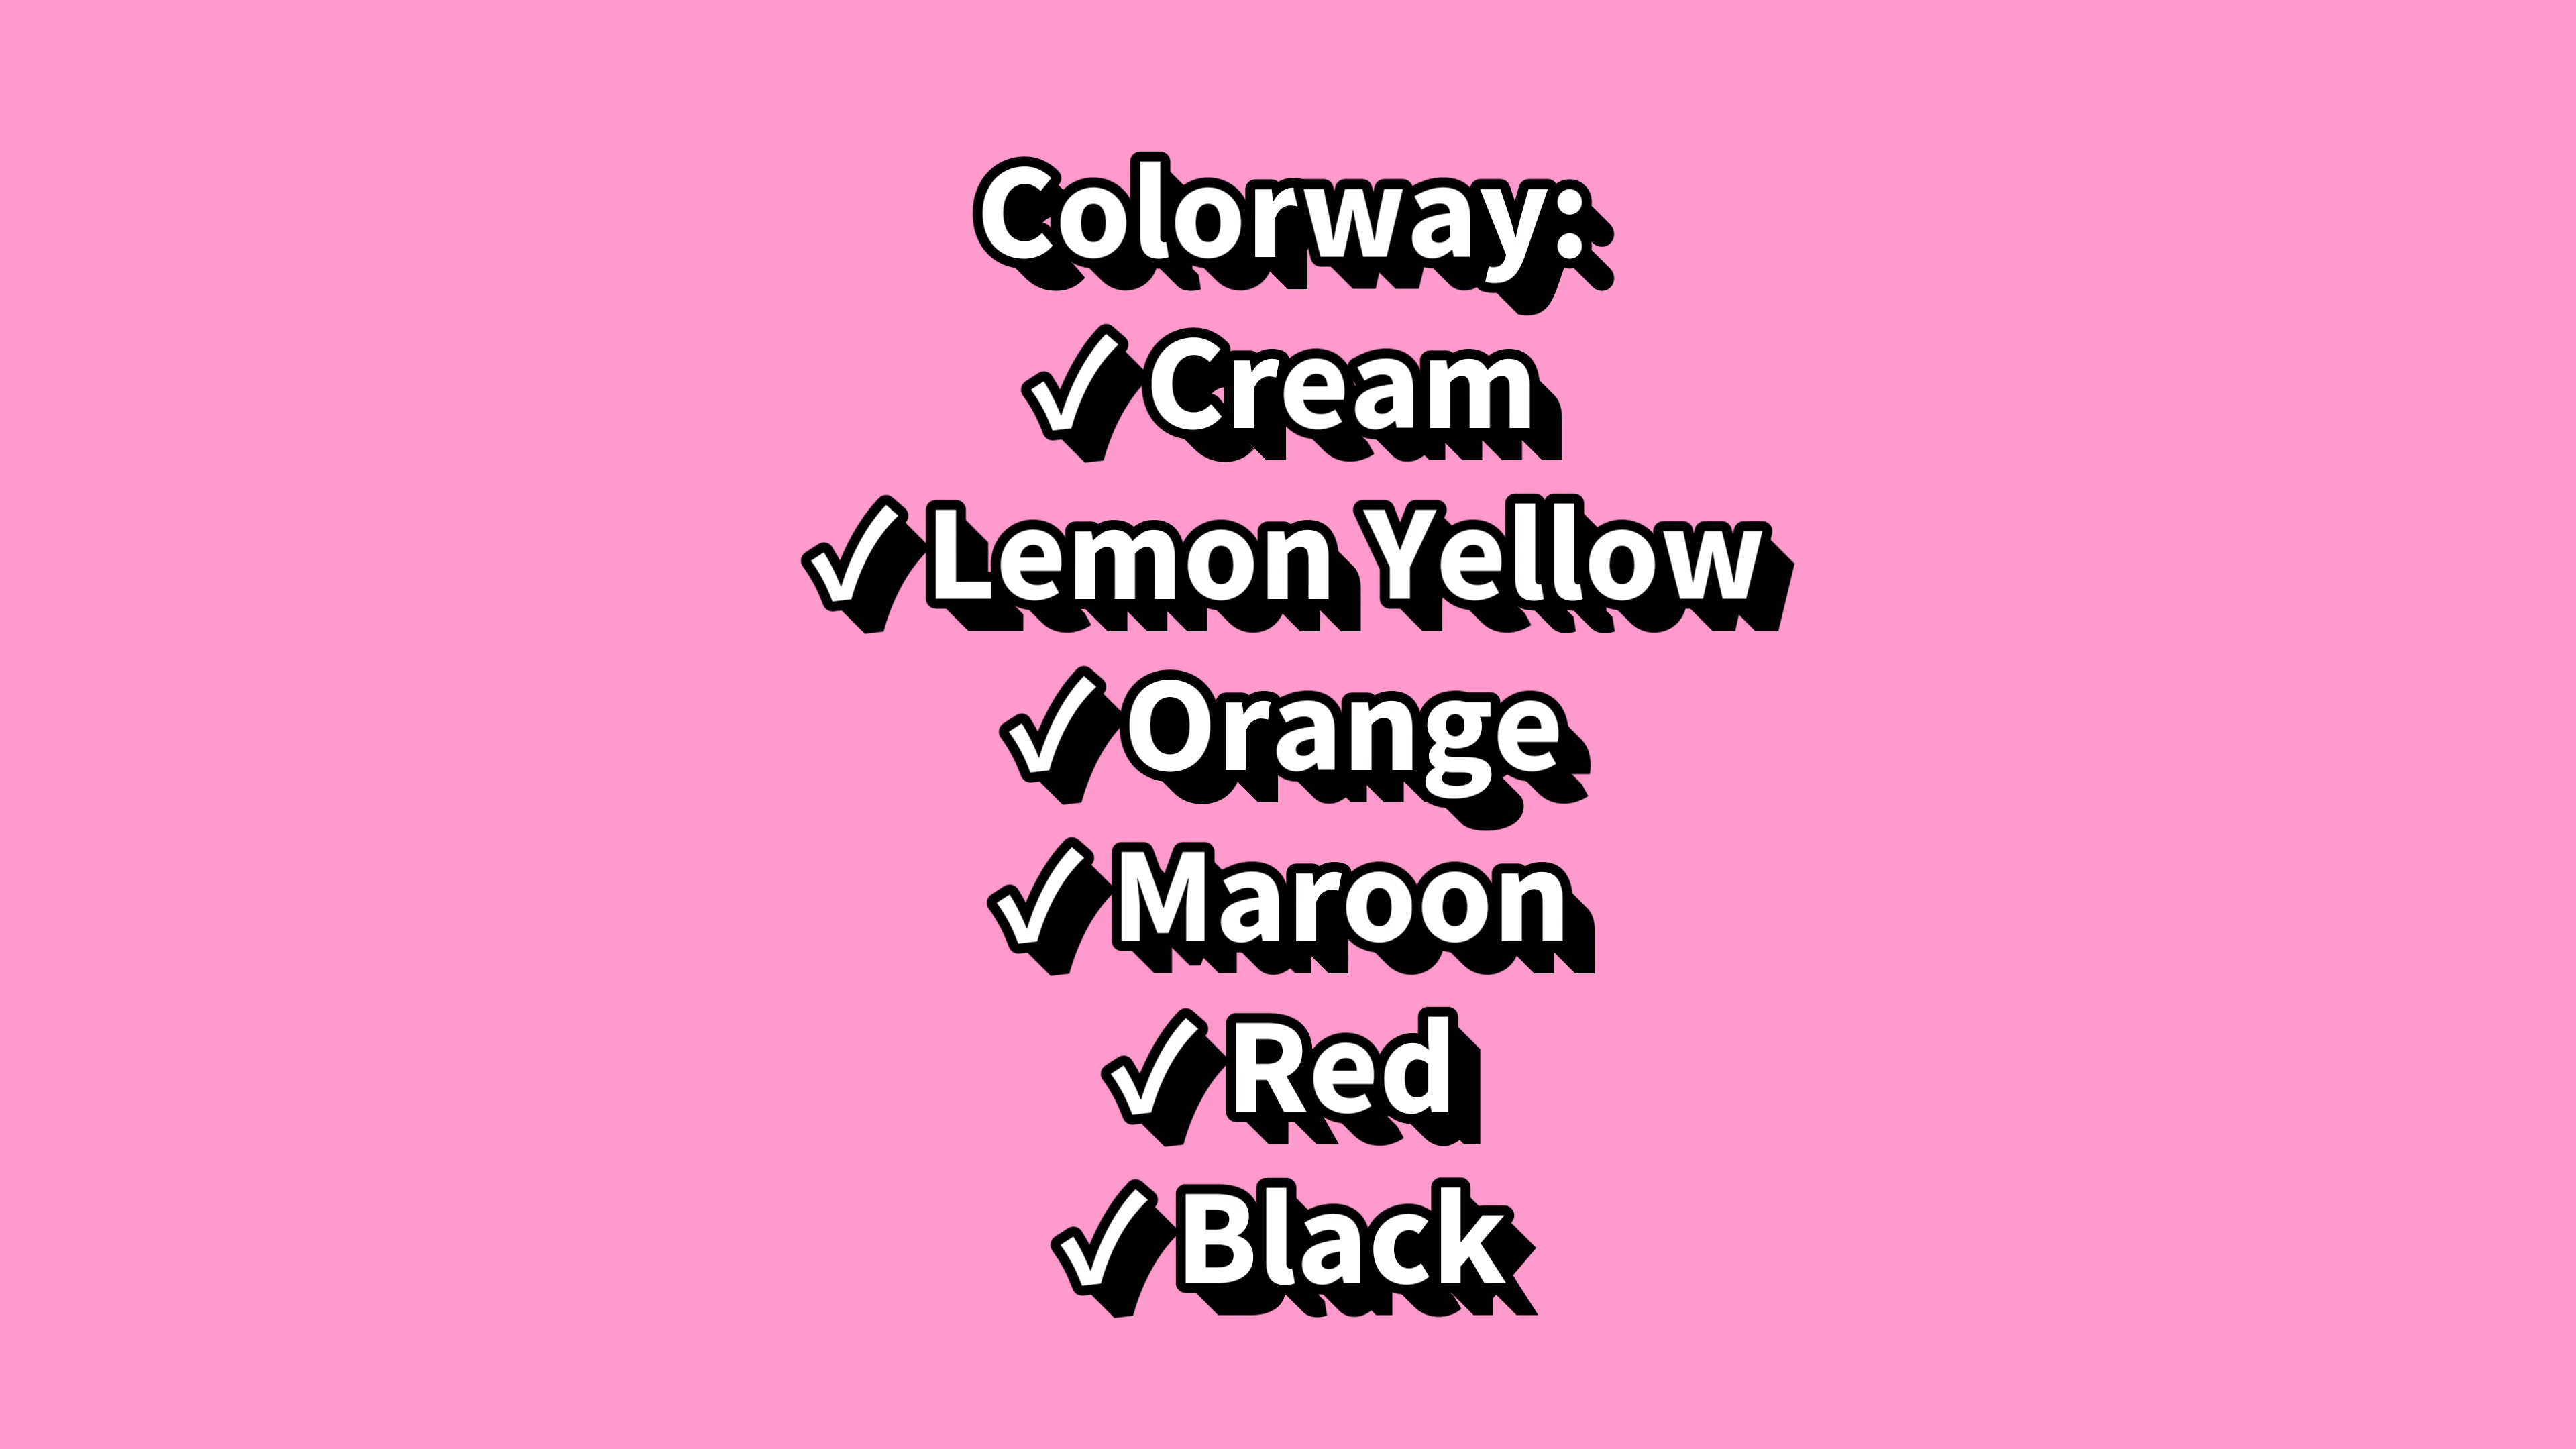 Colorway:
✓Cream
✓Lemon Yellow
✓Orange
✓Maroon
✓Red
✓Black